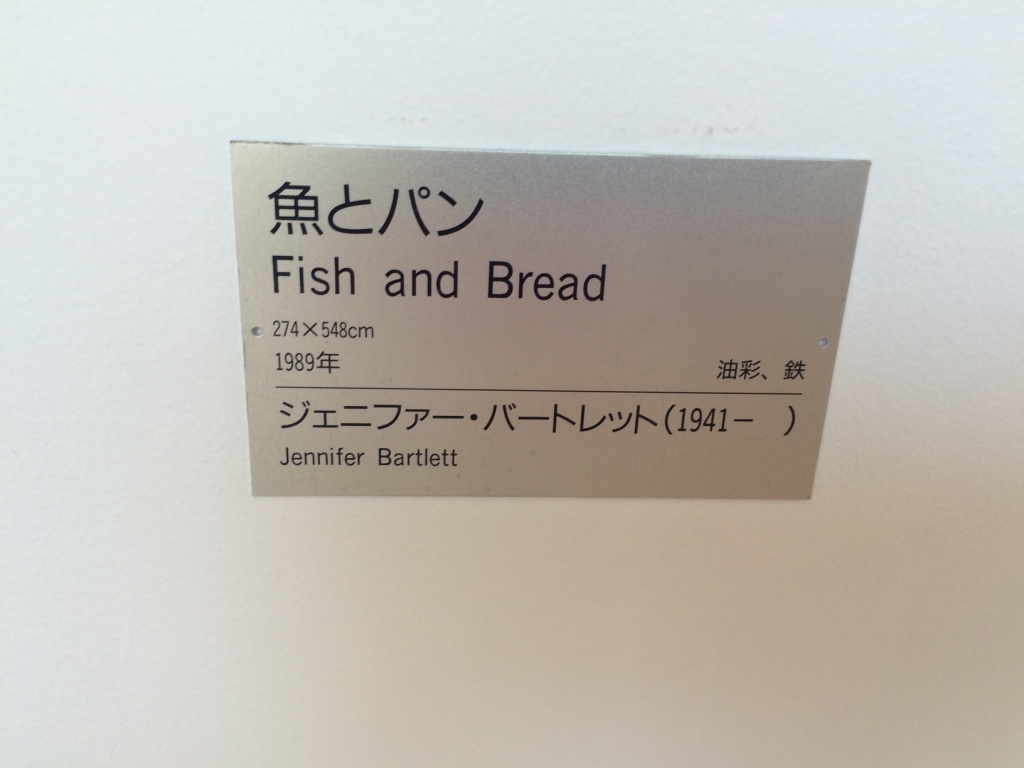 魚とパン
Fish and Bread
274×548cm
1989年 油彩、鉄
ジェニファー・バートレット(1941− )
Jennifer Bartlett